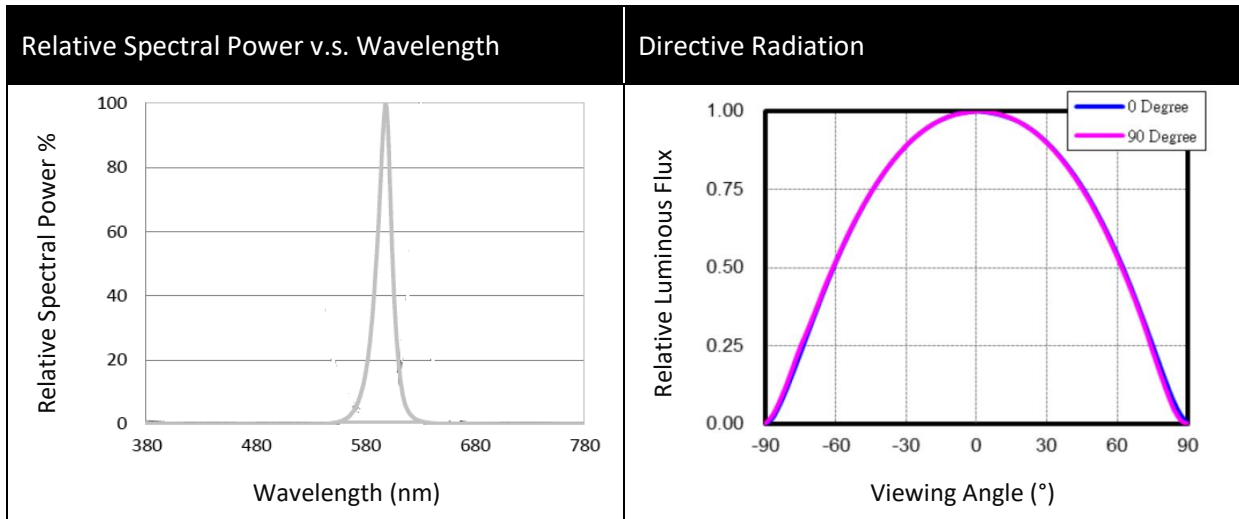 Relative Spectral Power v.s. Wavelength
Directive Radiation
Relative Spectral Power %
100
80
60
40
20
0
380
480
580
680
780
Wavelength (nm)
Relative Luminous Flux
1.00
0.75
0.50
0.25
0.00
0 Degree
90 Degree
-90
-60
-30
0
30
60
90
Viewing Angle (°)